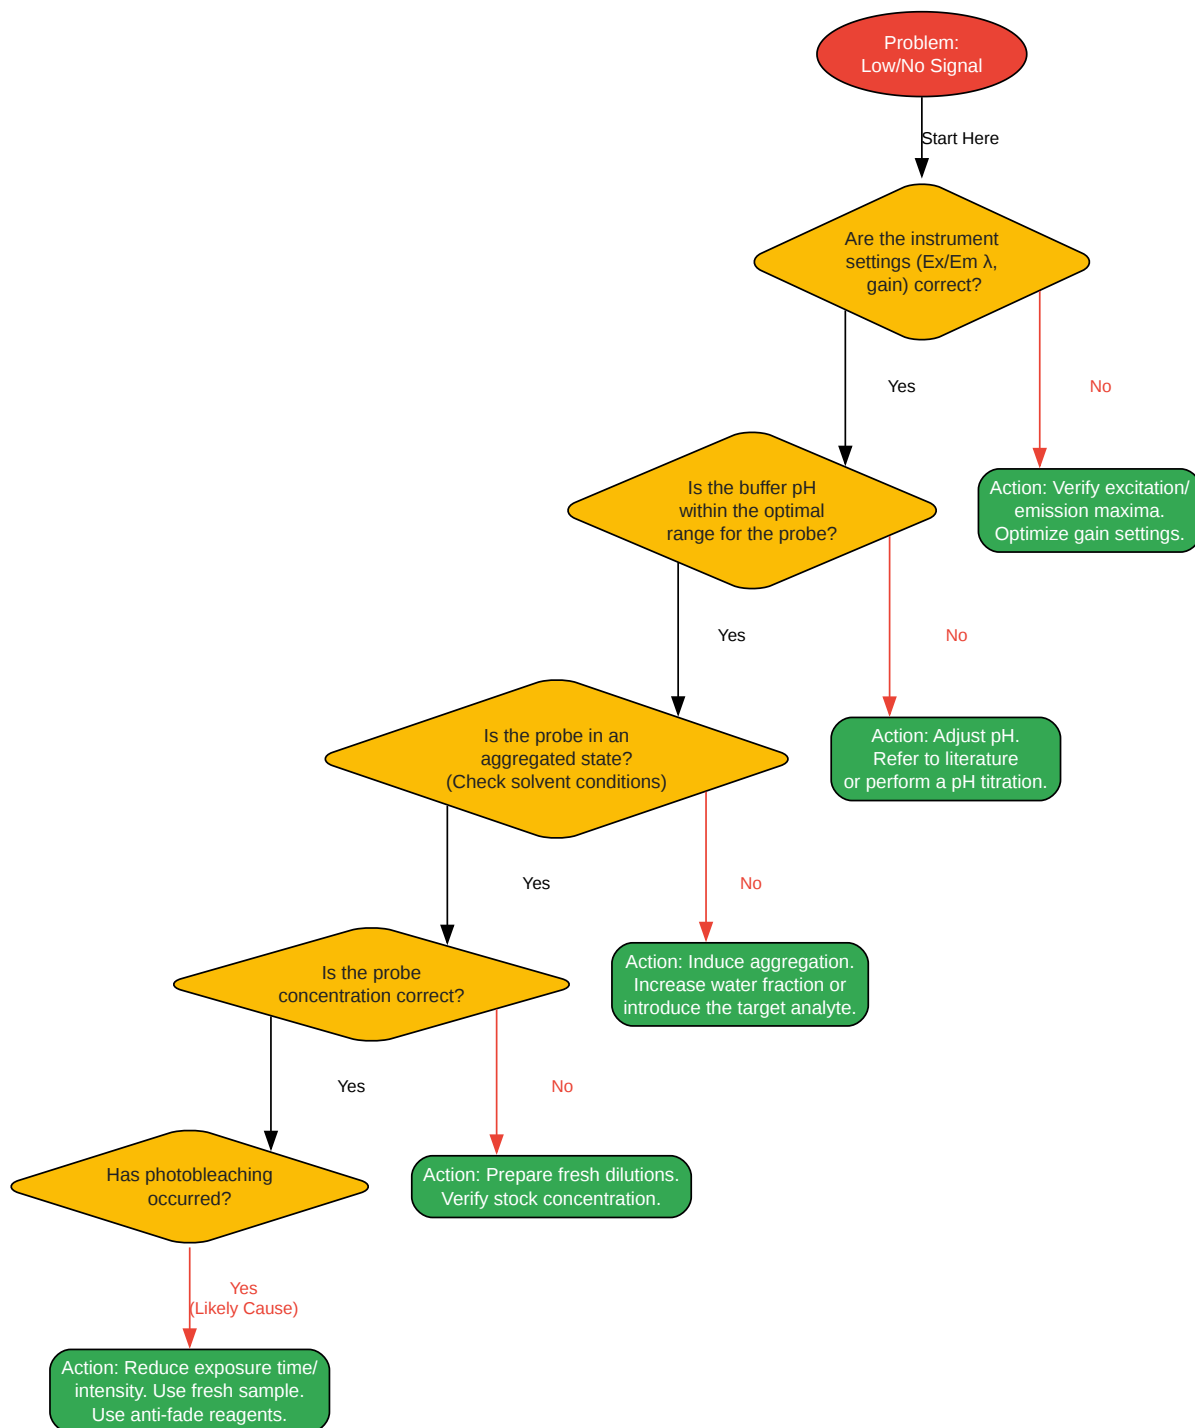 Problem:
Low/No Signal
Start Here
Are the instrument
settings (Ex/Em λ,
gain) correct?
Yes
No
Is the buffer pH
within the optimal
range for the probe?
Action: Verify excitation/
emission maxima.
Optimize gain settings.
Yes
No
Is the probe in an
aggregated state?
(Check solvent conditions)
Action: Adjust pH.
Refer to literature
or perform a pH titration.
Yes
No
Is the probe
concentration correct?
Action: Induce aggregation.
Increase water fraction or
introduce the target analyte.
Yes
No
Has photobleaching
occurred?
Action: Prepare fresh dilutions.
Verify stock concentration.
Yes
(Likely Cause)
Action: Reduce exposure time/
intensity. Use fresh sample.
Use anti-fade reagents.